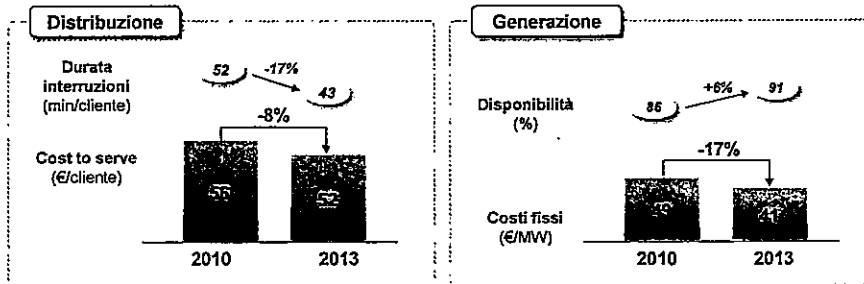 Distribuzione
Durata
interruzioni
(min/cliente)
52
-17%
43
-8%
Cost to serve
(€/cliente)
56
52
2010
2013
Generazione
Disponibilità
(%)
86
+6%
91
-17%
Costi fissi
(€/MW)
41
2010
2013